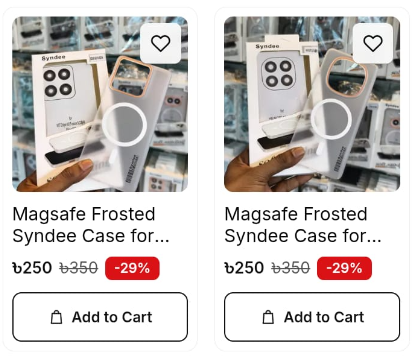 Syndee
Syndee
Magsafe Frosted
Syndee Case for...
৳250 ৳350 -29%
Add to Cart
Magsafe Frosted
Syndee Case for...
৳250 ৳350 -29%
Add to Cart